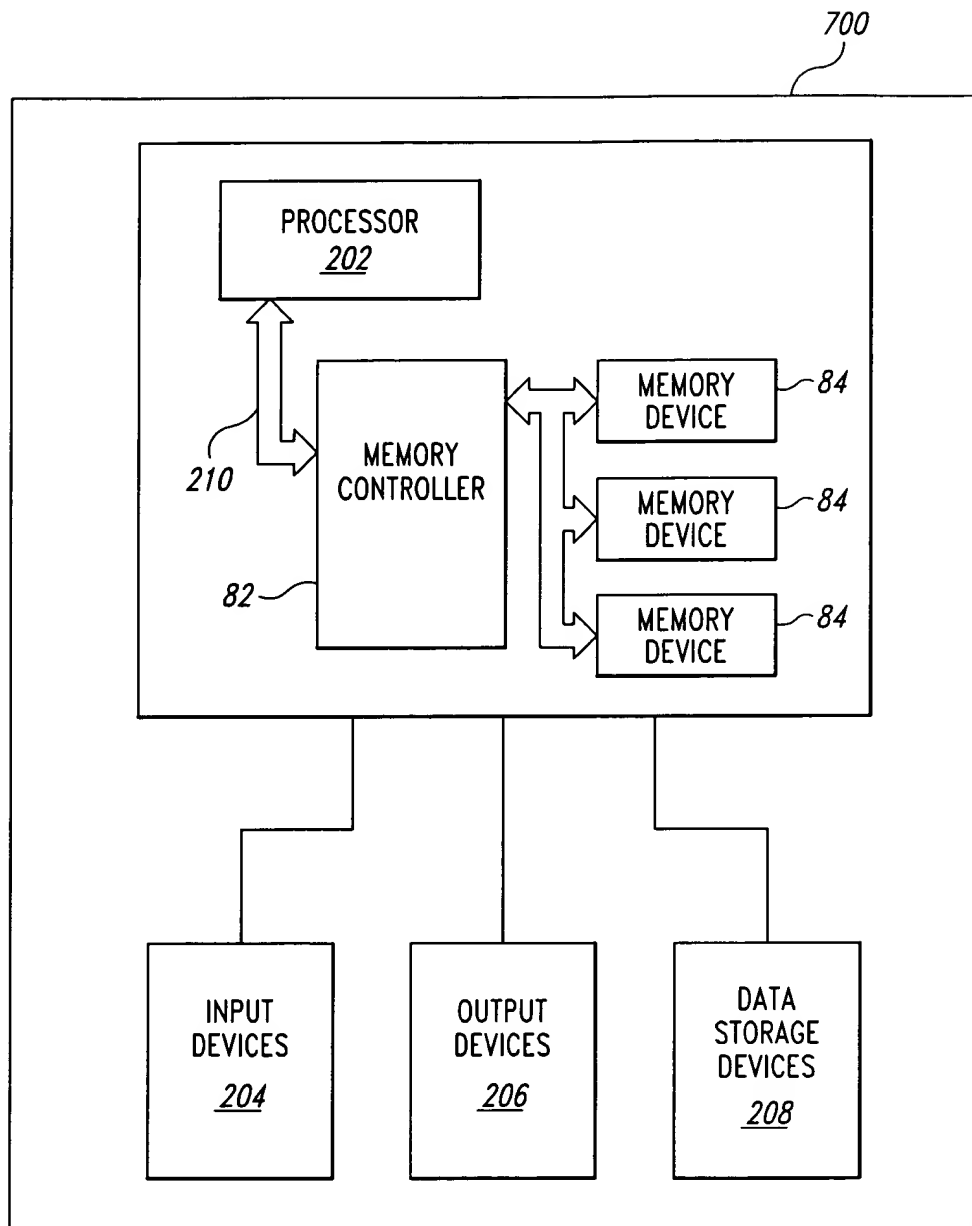 700
PROCESSOR
202
210
MEMORY
CONTROLLER
82
MEMORY
DEVICE
84
MEMORY
DEVICE
84
MEMORY
DEVICE
84
INPUT
DEVICES
204
OUTPUT
DEVICES
206
DATA
STORAGE
DEVICES
208